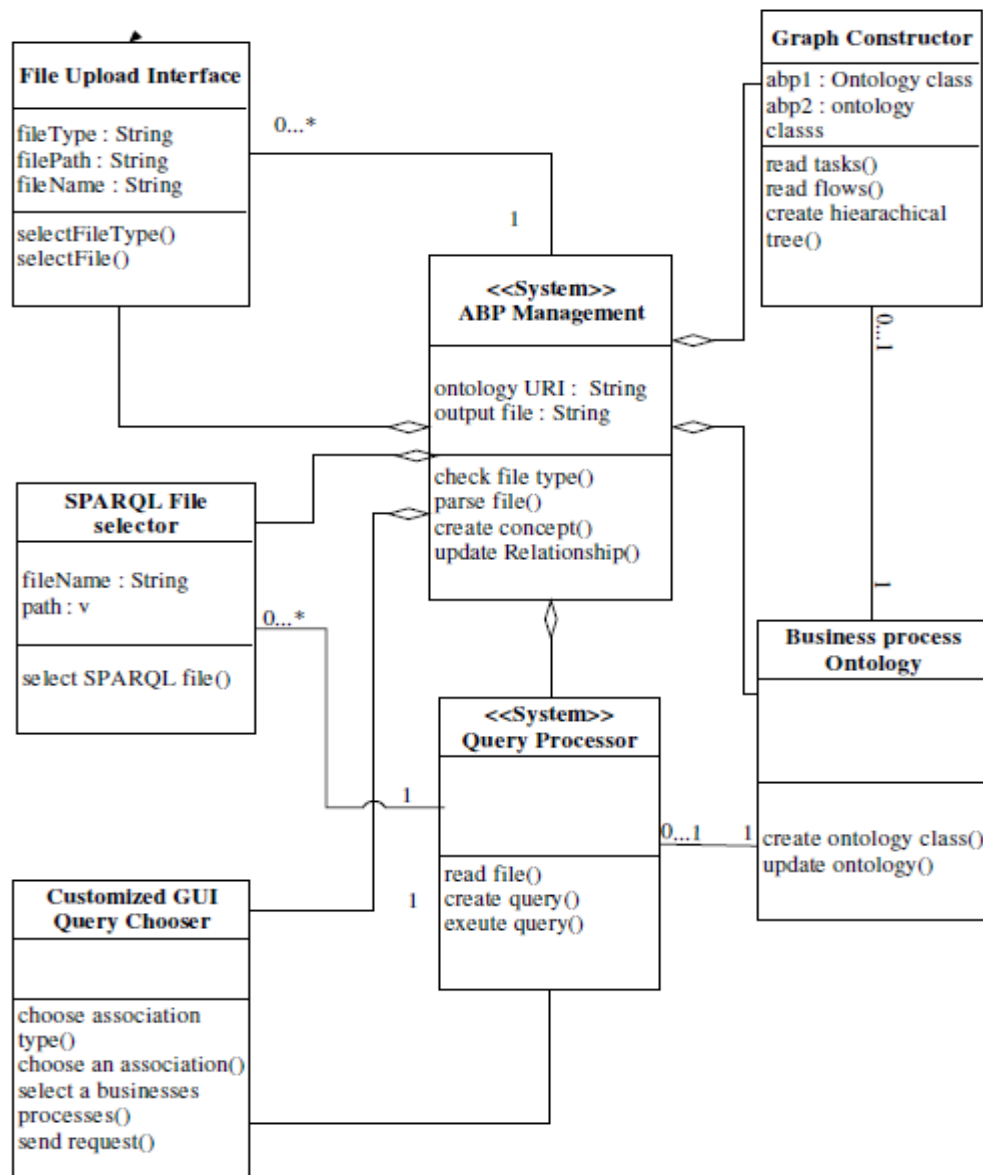 File Upload Interface
fileType : String
filePath : String
fileName : String
selectFileType()
selectFile()
0...*
1
Graph Constructor
abp1 : Ontology class
abp2 : ontology
classs
read tasks()
read flows()
create hiearachical
tree()
<<System>>
ABP Management
ontology URI : String
output file : String
check file type()
parse file()
create concept()
update Relationship()
0...1
1
SPARQL File
selector
fileName : String
path : v
select SPARQL file()
0...*
1
<<System>>
Query Processor
read file()
create query()
exeute query()
0...1
1
Business process
Ontology
create ontology class()
update ontology()
Customized GUI
Query Chooser
choose association
type()
choose an association()
select a businesses
processes()
send request()
1